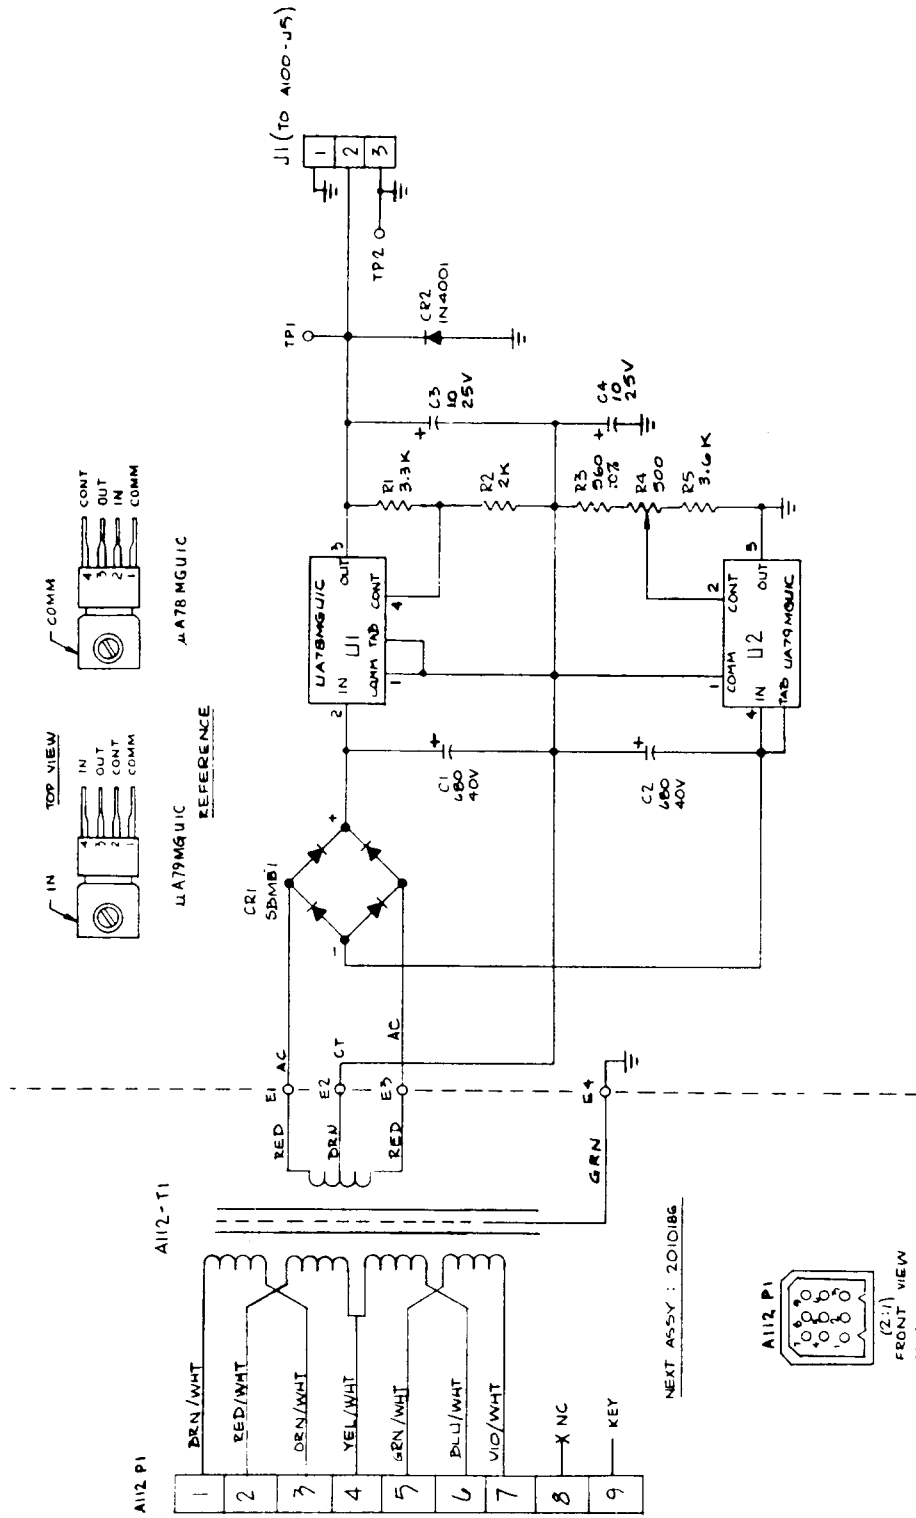 J1 (TO A100-J5)
1
2
3
TP1
TP2
CR2
1N4001
C3
10
25V
C4
10
25V
R1
3.3K
R2
2K
R3
560
10%
R4
500
R5
3.6K
COMM
4 CONT
3 OUT
2 IN
1 COMM
µA78MGU1C
TOP VIEW
IN
4 IN
3 OUT
2 CONT
1 COMM
µA79MGU1C
REFERENCE
UA78MGU1C
U1
3
OUT
4
CONT
TAB
COMM
1
IN
2
UA79MGU1C
U2
2
CONT
OUT
3
COMM
1
IN
4
TAB
C1
680
40V
C2
680
40V
CR1
SBMB1
+
-
+
+
+
+
AC
CT
AC
E1
E2
E3
E4
RED
BRN
RED
GRN
A112-T1
A112 P1
1 BRN/WHT
2 RED/WHT
3 ORN/WHT
4 YEL/WHT
5 GRN/WHT
6 BLU/WHT
7 VIO/WHT
8 X NC
9 KEY
NEXT ASSY : 2010186
A112 P1
(2:1)
FRONT VIEW